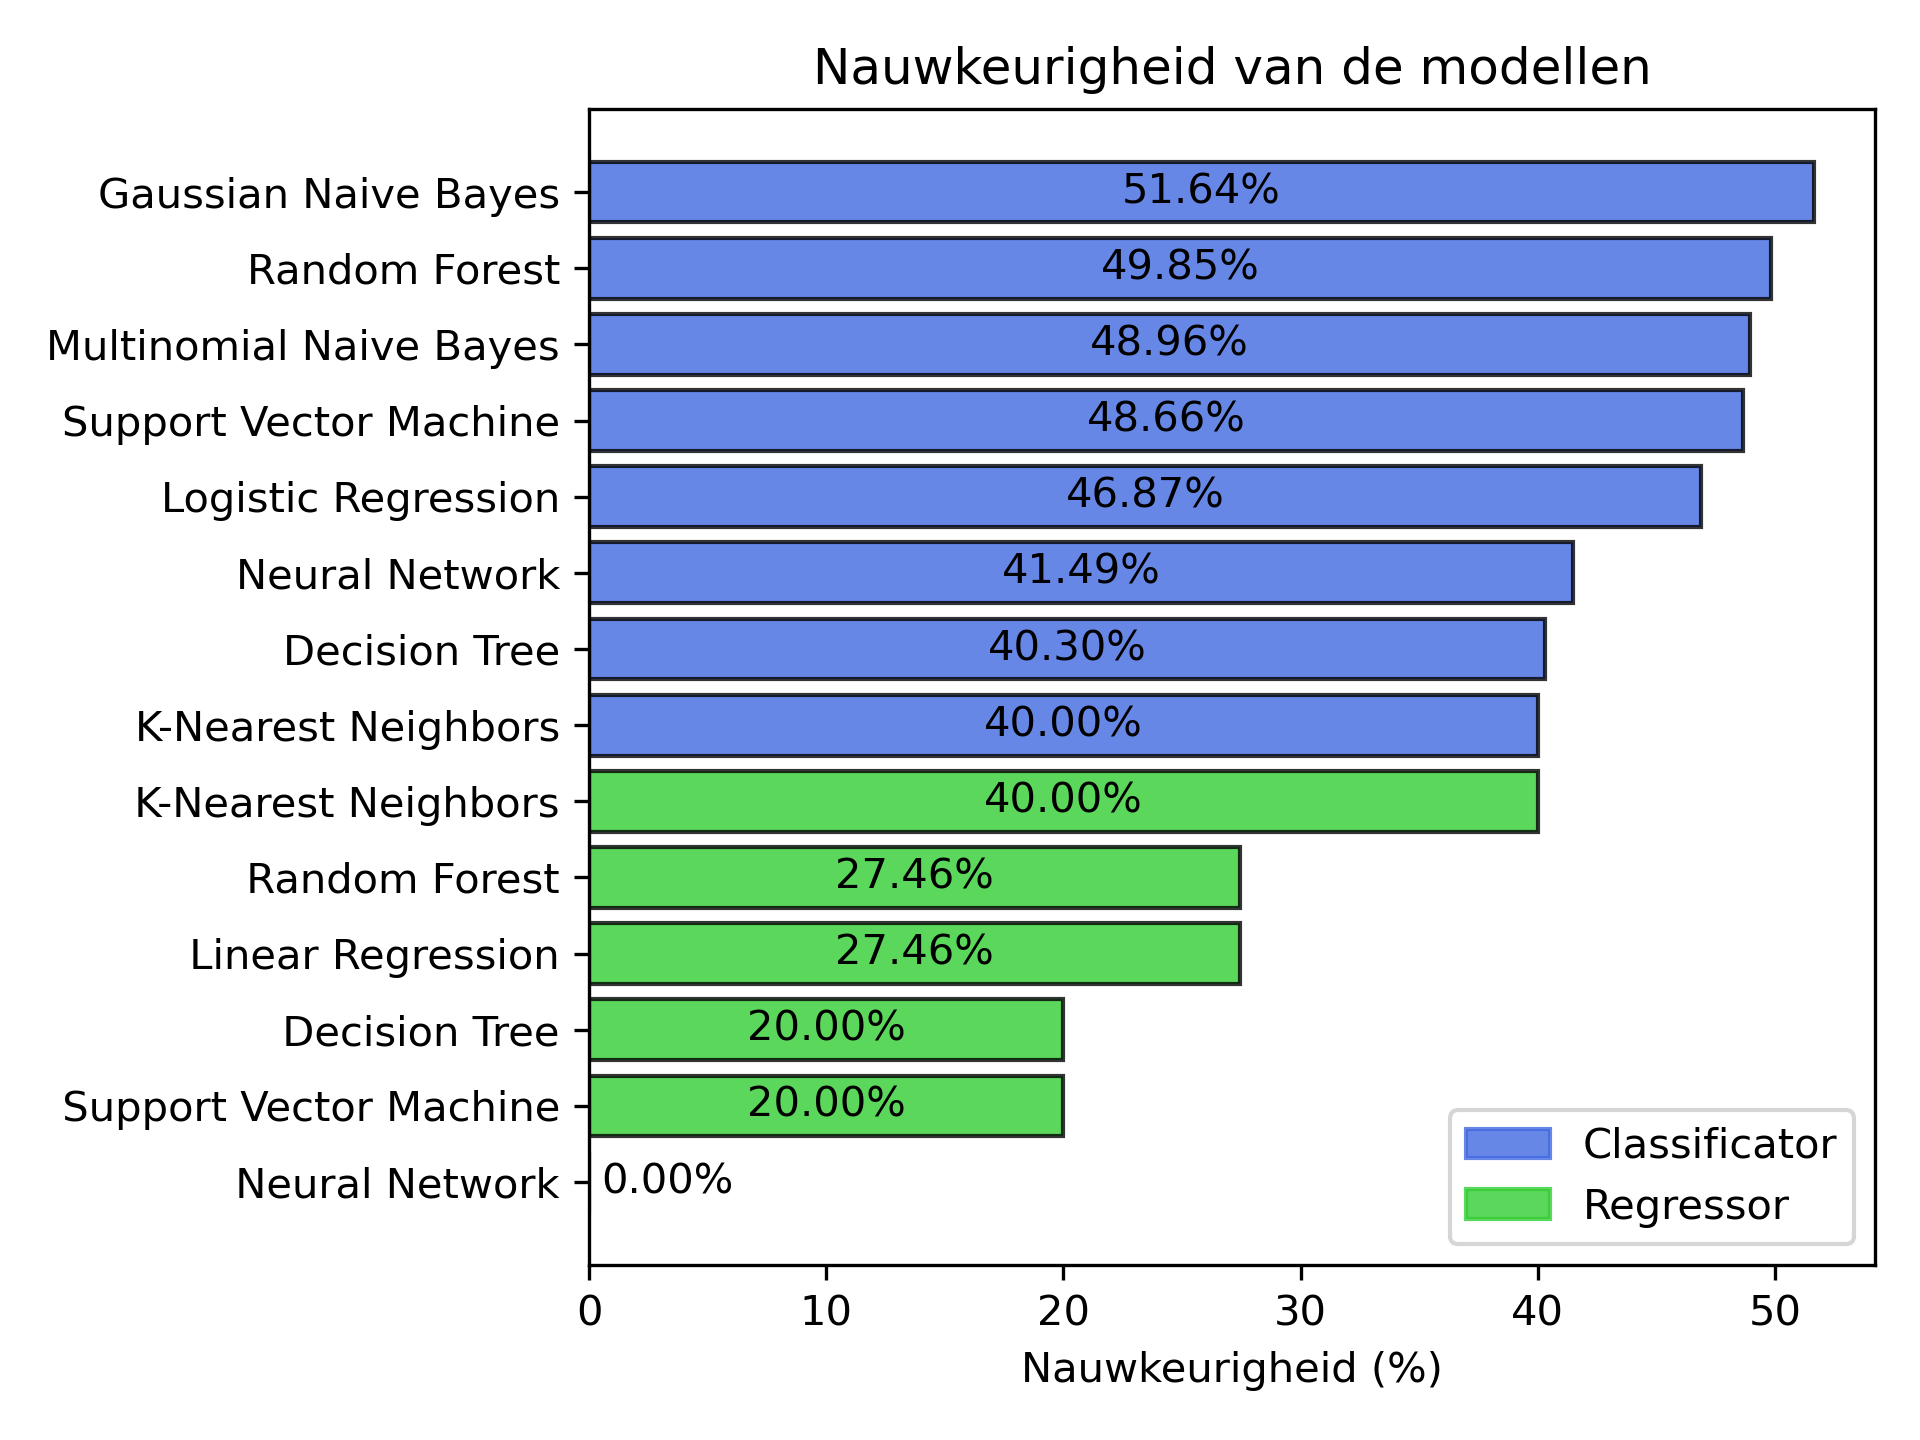 Nauwkeurigheid van de modellen
Gaussian Naive Bayes 51.64%
Random Forest 49.85%
Multinomial Naive Bayes 48.96%
Support Vector Machine 48.66%
Logistic Regression 46.87%
Neural Network 41.49%
Decision Tree 40.30%
K-Nearest Neighbors 40.00%
K-Nearest Neighbors 40.00%
Random Forest 27.46%
Linear Regression 27.46%
Decision Tree 20.00%
Support Vector Machine 20.00%
Neural Network 0.00%
Classificator
Regressor
0 10 20 30 40 50
Nauwkeurigheid (%)